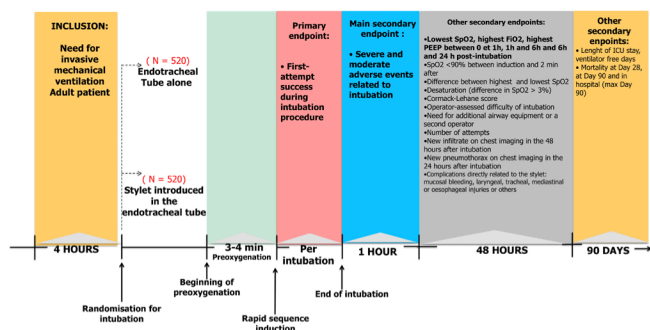 INCLUSION:
Need for
invasive
mechanical
ventilation
Adult patient
( N = 520)
Endotracheal
Tube alone
( N = 520)
Stylet introduced
in the
endotracheal tube
Primary
endpoint:
• First-
attempt
success
during
intubation
procedure
Main secondary
endpoint :
• Severe and
moderate
adverse events
related to
intubation
Other secondary endpoints:
•Lowest SpO2, highest FiO2, highest
PEEP between 0 et 1h, 1h and 6h and 6h
and 24 h post-intubation
•SpO2 <90% between induction and 2 min
after
•Difference between highest and lowest SpO2
•Desaturation (difference in SpO2 > 3%)
•Cormack-Lehane score
•Operator-assessed difficulty of intubation
•Need for additional airway equipment or a
second operator
•Number of attempts
•New infiltrate on chest imaging in the 48
hours after intubation
•New pneumothorax on chest imaging in the
24 hours after intubation
•Complications directly related to the stylet:
mucosal bleeding, laryngeal, tracheal, mediastinal
or oesophageal injuries or others
Other
secondary
enpoints:
• Lenght of ICU stay,
ventilator free days
• Mortality at Day 28,
at Day 90 and in
hospital (max Day
90)
4 HOURS
3-4 min
Preoxygenation
Per
intubation
1 HOUR
48 HOURS
90 DAYS
Randomisation for
intubation
Beginning of
preoxygenation
Rapid sequence
induction
End of intubation